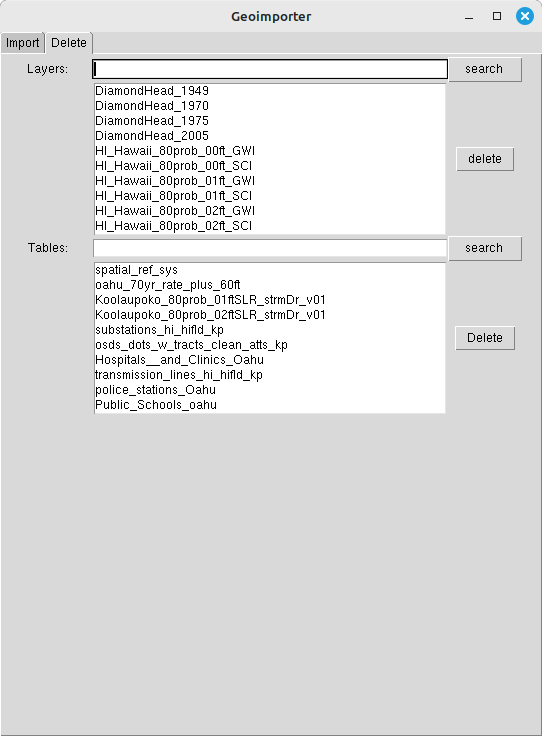 Geoimporter
Import Delete
Layers: search
DiamondHead_1949
DiamondHead_1970
DiamondHead_1975
DiamondHead_2005
HI_Hawaii_80prob_00ft_GWI
delete
HI_Hawaii_80prob_00ft_SCI
HI_Hawaii_80prob_01ft_GWI
HI_Hawaii_80prob_01ft_SCI
HI_Hawaii_80prob_02ft_GWI
HI_Hawaii_80prob_02ft_SCI
Tables: search
spatial_ref_sys
oahu_70yr_rate_plus_60ft
Koolaupoko_80prob_01ftSLR_strmDr_v01
Koolaupoko_80prob_02ftSLR_strmDr_v01
substations_hi_hifld_kp
Delete
osds_dots_w_tracts_clean_atts_kp
Hospitals__and_Clinics_Oahu
transmission_lines_hi_hifld_kp
police_stations_Oahu
Public_Schools_oahu